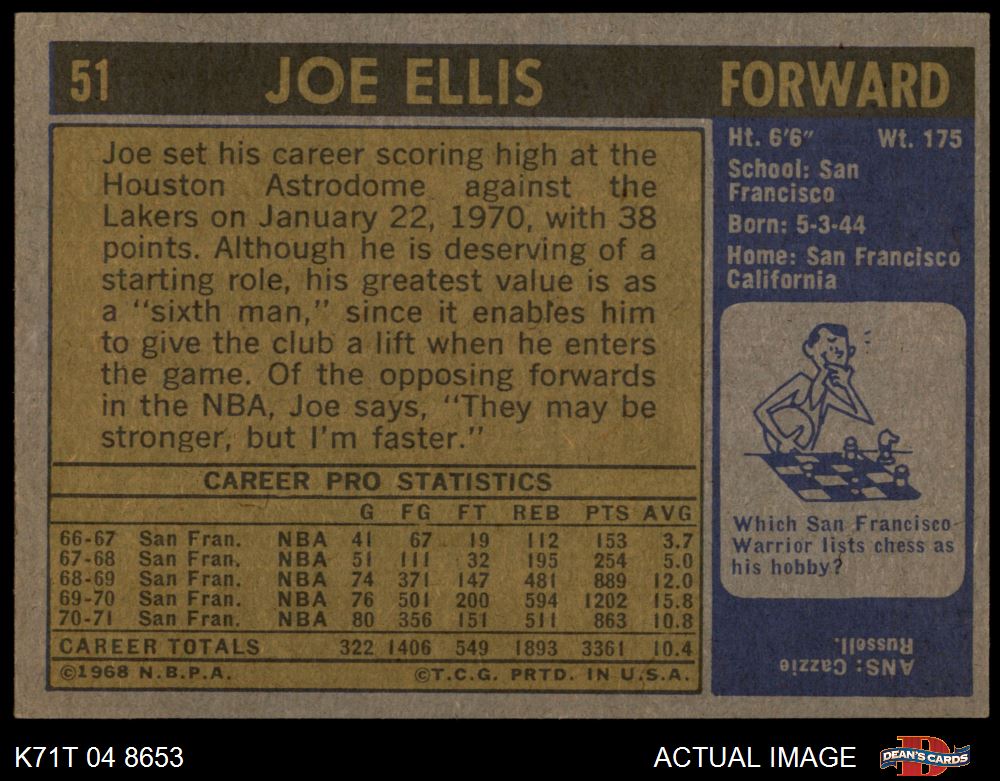 51 JOE ELLIS FORWARD
Joe set his career scoring high at the
Houston Astrodome against the
Lakers on January 22, 1970, with 38
points. Although he is deserving of a
starting role, his greatest value is as
a "sixth man," since it enables him
to give the club a lift when he enters
the game. Of the opposing forwards
in the NBA, Joe says, "They may be
stronger, but I'm faster."
CAREER PRO STATISTICS
G FG FT REB PTS AVG
66-67 San Fran. NBA 41 67 19 112 153 3.7
67-68 San Fran. NBA 51 111 32 195 254 5.0
68-69 San Fran. NBA 74 371 147 481 889 12.0
69-70 San Fran. NBA 76 501 200 594 1202 15.8
70-71 San Fran. NBA 80 356 151 511 863 10.8
CAREER TOTALS 322 1406 549 1893 3361 10.4
©1968 N.B.P.A. ©T.C.G. PRTD. IN U.S.A.
Ht. 6'6" Wt. 175
School: San
Francisco
Born: 5-3-44
Home: San Francisco
California
Which San Francisco
Warrior lists chess as
his hobby?
ANS: Cazzie
Russell.
K71T 04 8653 ACTUAL IMAGE DEAN'S CARDS